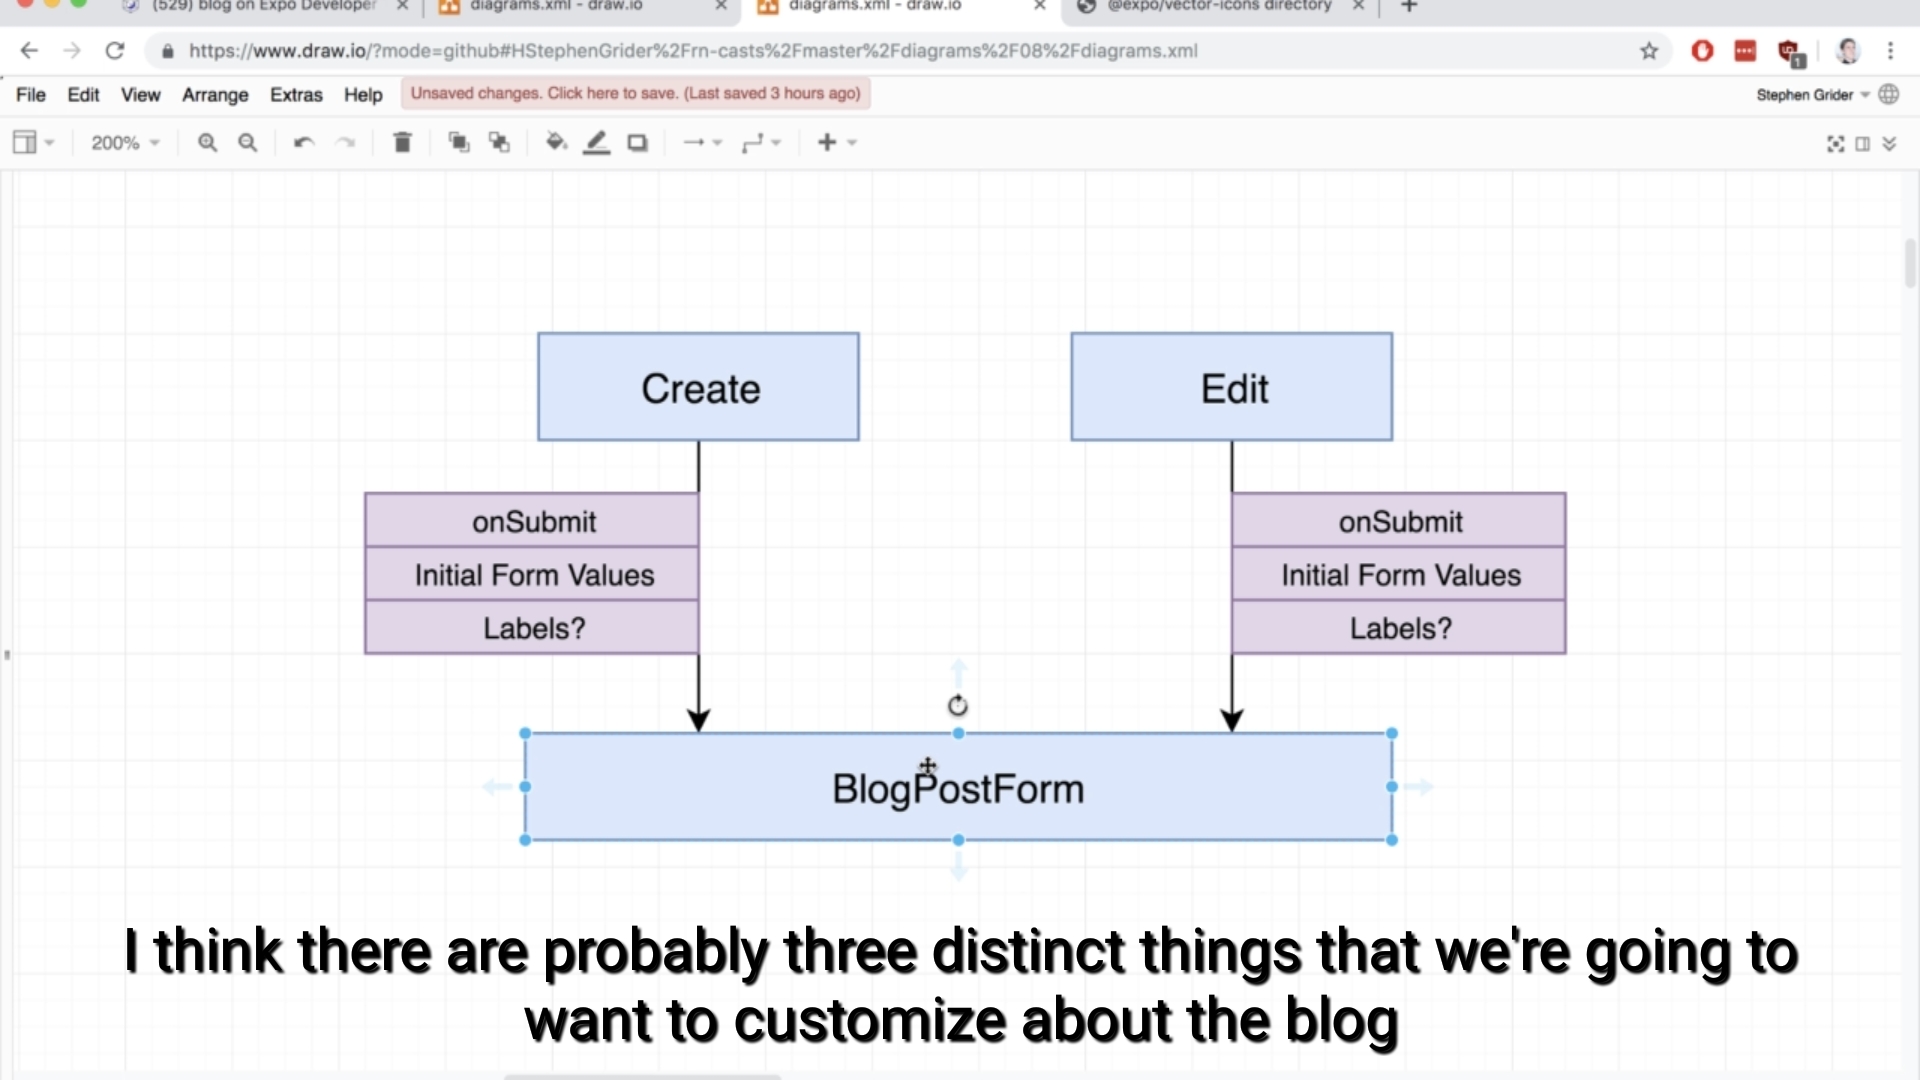 (529) blog on Expo Developer
diagrams.xml - draw.io
diagrams.xml - draw.io
@expo/vector-icons directory
https://www.draw.io/?mode=github#HStephenGrider%2Frn-casts%2Fmaster%2Fdiagrams%2F08%2Fdiagrams.xml
1
File Edit View Arrange Extras Help
Unsaved changes. Click here to save. (Last saved 3 hours ago)
Stephen Grider
200%
Create
Edit
onSubmit
Initial Form Values
Labels?
onSubmit
Initial Form Values
Labels?
BlogPostForm
I think there are probably three distinct things that we're going to
want to customize about the blog